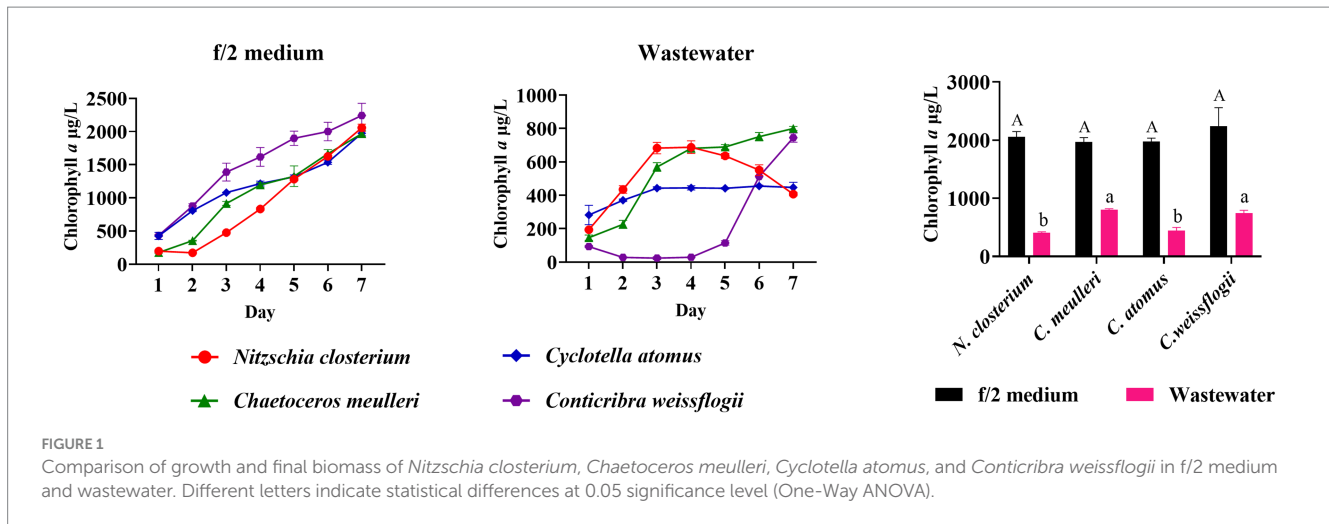 f/2 medium
Chlorophyll a µg/L
2500
2000
1500
1000
500
0
1 2 3 4 5 6 7
Day
Wastewater
Chlorophyll a µg/L
1000
800
600
400
200
0
1 2 3 4 5 6 7
Day
Nitzschia closterium
Cyclotella atomus
Chaetoceros meulleri
Conticribra weissflogii
Chlorophyll a µg/L
3000
2000
1000
0
A A A A
b a b a
N. closterium
C. meulleri
C. atomus
C.weissflogii
f/2 medium
Wastewater
FIGURE 1
Comparison of growth and final biomass of Nitzschia closterium, Chaetoceros meulleri, Cyclotella atomus, and Conticribra weissflogii in f/2 medium
and wastewater. Different letters indicate statistical differences at 0.05 significance level (One-Way ANOVA).